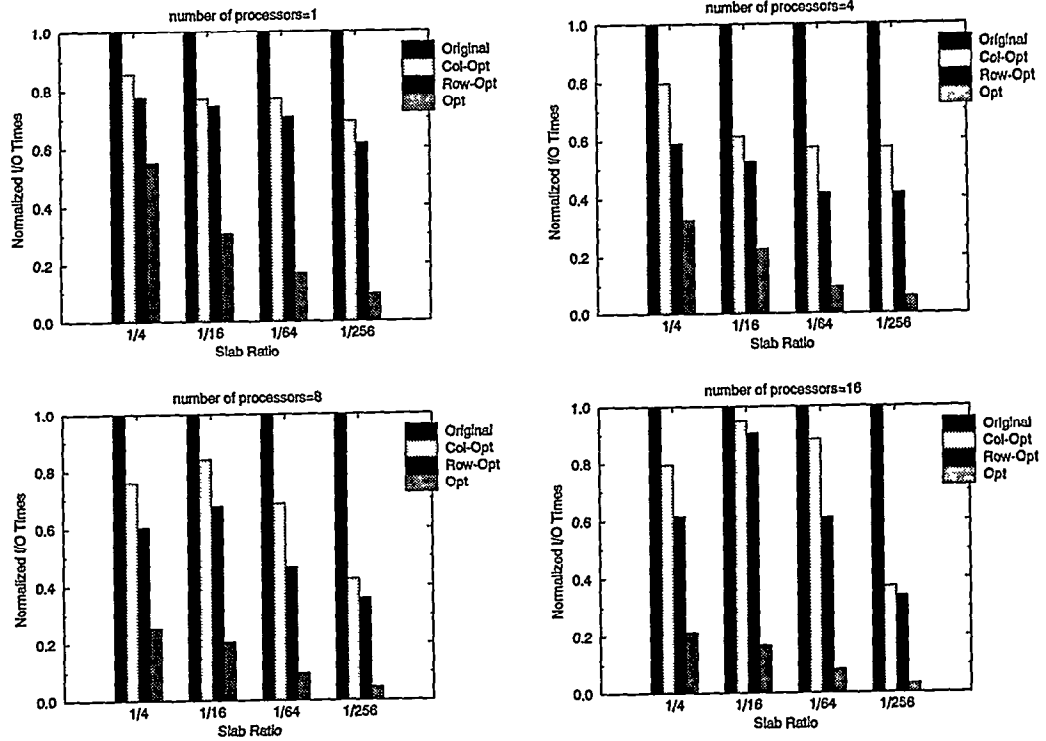 number of processors=1
1.0
0.8
0.6
0.4
0.2
0.0
Normalized I/O Times
Original
Col-Opt
Row-Opt
Opt
1/4 1/16 1/64 1/256
Slab Ratio
number of processors=4
1.0
0.8
0.6
0.4
0.2
0.0
Normalized I/O Times
Original
Col-Opt
Row-Opt
Opt
1/4 1/16 1/64 1/256
Slab Ratio
number of processors=8
1.0
0.8
0.6
0.4
0.2
0.0
Normalized I/O Times
Original
Col-Opt
Row-Opt
Opt
1/4 1/16 1/64 1/256
Slab Ratio
number of processors=16
1.0
0.8
0.6
0.4
0.2
0.0
Normalized I/O Times
Original
Col-Opt
Row-Opt
Opt
1/4 1/16 1/64 1/256
Slab Ratio